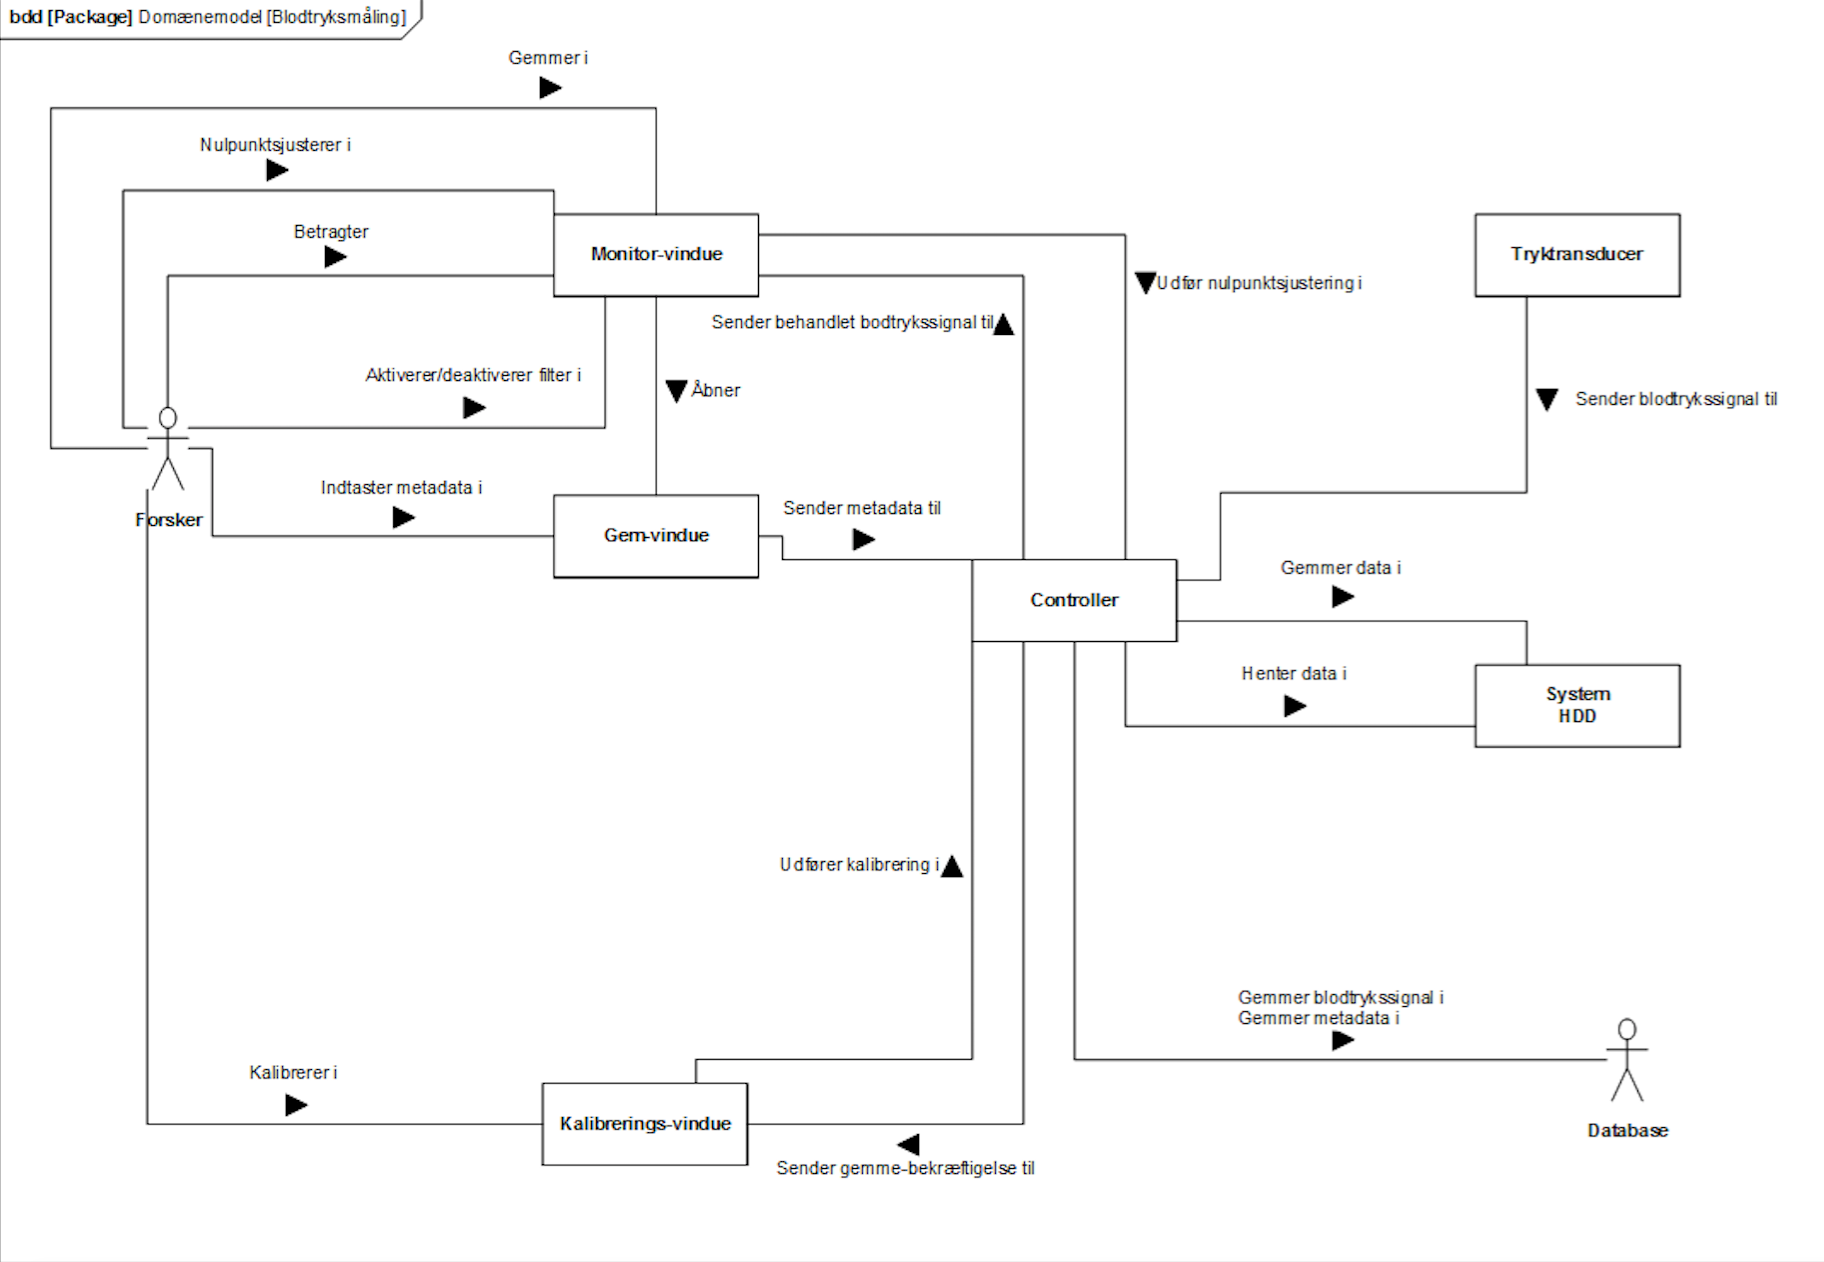 bdd [Package] Domænemodel [Blodtryksmåling]
Gemmer i
Nulpunktsjusterer i
Betragter
Monitor-vindue
Tryktransducer
Udfør nulpunktsjustering i
Sender behandlet bodtrykssignal til
Aktiverer/deaktiverer filter i
Åbner
Sender blodtrykssignal til
Indtaster metadata i
Forsker
Sender metadata til
Gem-vindue
Gemmer data i
Controller
Henter data i
System
HDD
Udfører kalibrering i
Gemmer blodtrykssignal i
Gemmer metadata i
Kalibrerer i
Kalibrerings-vindue
Database
Sender gemme-bekræftigelse til